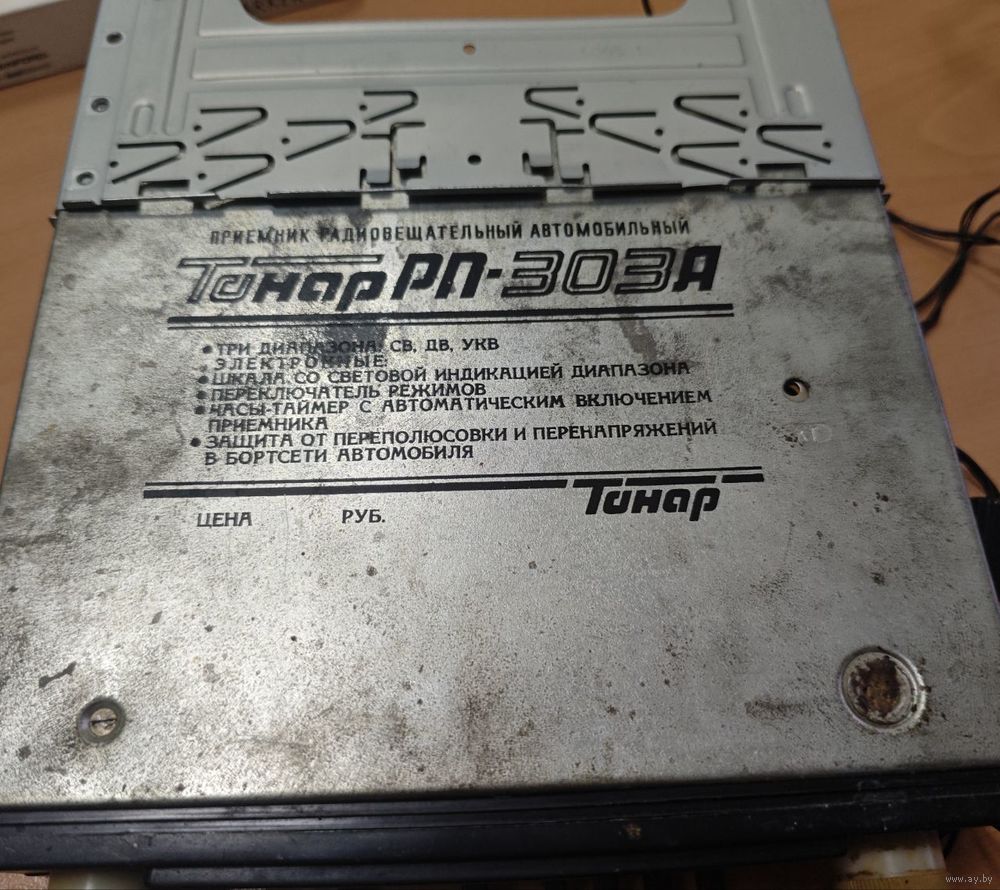 ПРИЕМНИК РАДИОВЕЩАТЕЛЬНЫЙ АВТОМОБИЛЬНЫЙ
Тонар РП-303А
• ТРИ ДИАПАЗОНА: СВ, ДВ, УКВ
ЭЛЕКТРОННЫЕ:
• ШКАЛА СО СВЕТОВОЙ ИНДИКАЦИЕЙ ДИАПАЗОНА
• ПЕРЕКЛЮЧАТЕЛЬ РЕЖИМОВ
• ЧАСЫ-ТАЙМЕР С АВТОМАТИЧЕСКИМ ВКЛЮЧЕНИЕМ
ПРИЕМНИКА
• ЗАЩИТА ОТ ПЕРЕПОЛЮСОВКИ И ПЕРЕНАПРЯЖЕНИЙ
В БОРТСЕТИ АВТОМОБИЛЯ
Тонар
ЦЕНА РУБ.
www.ay.by